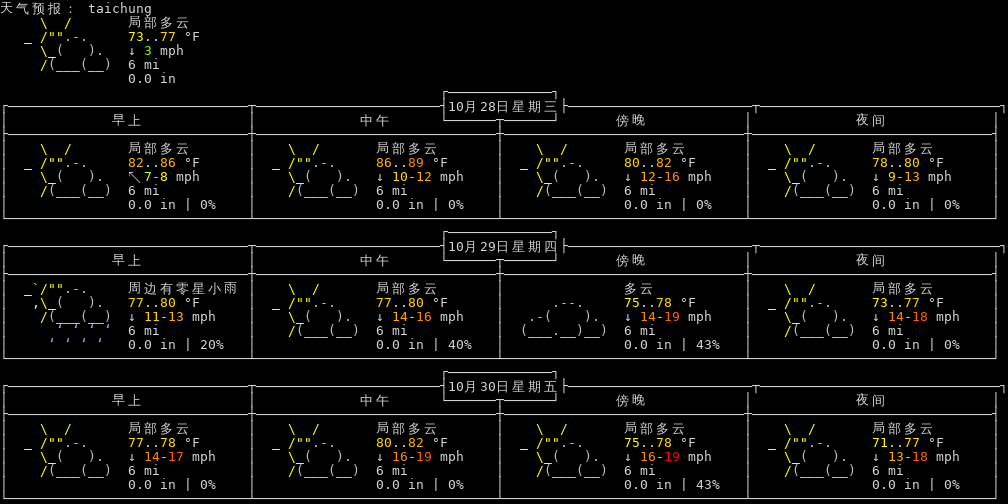 天气预报： taichung
局部多云
73..77 °F
↓ 3 mph
6 mi
0.0 in
10月28日星期三
早上 中午 傍晚 夜间
局部多云 局部多云 局部多云 局部多云
82..86 °F 86..89 °F 80..82 °F 78..80 °F
↖ 7-8 mph ↓ 10-12 mph ↓ 12-16 mph ↓ 9-13 mph
6 mi 6 mi 6 mi 6 mi
0.0 in | 0% 0.0 in | 0% 0.0 in | 0% 0.0 in | 0%
10月29日星期四
早上 中午 傍晚 夜间
周边有零星小雨 局部多云 多云 局部多云
77..80 °F 77..80 °F 75..78 °F 73..77 °F
↓ 11-13 mph ↓ 14-16 mph ↓ 14-19 mph ↓ 14-18 mph
6 mi 6 mi 6 mi 6 mi
0.0 in | 20% 0.0 in | 40% 0.0 in | 43% 0.0 in | 0%
10月30日星期五
早上 中午 傍晚 夜间
局部多云 局部多云 局部多云 局部多云
77..78 °F 80..82 °F 75..78 °F 71..77 °F
↓ 14-17 mph ↓ 16-19 mph ↓ 16-19 mph ↓ 13-18 mph
6 mi 6 mi 6 mi 6 mi
0.0 in | 0% 0.0 in | 0% 0.0 in | 43% 0.0 in | 0%